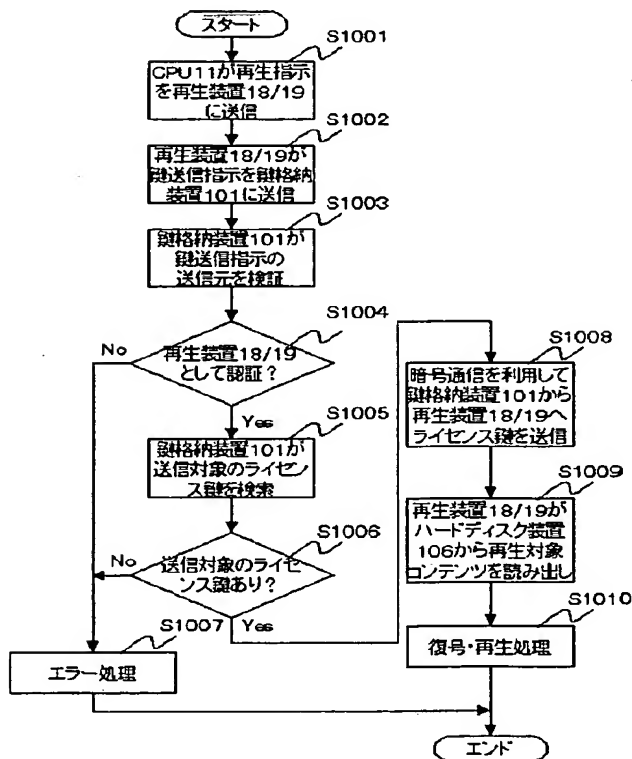 スタート
S1001
CPU11が再生指示
を再生装置18/19
に送信
S1002
再生装置18/19が
鍵送信指示を鍵格納
装置101に送信
S1003
鍵格納装置101が
鍵送信指示の
送信元を検証
S1004
No
再生装置18/19
として認証？
Yes
S1005
鍵格納装置101が
送信対象のライセン
ス鍵を検索
S1006
No
送信対象のライセ
ンス鍵あり？
Yes
S1007
エラー処理
S1008
暗号通信を利用して
鍵格納装置101から
再生装置18/19へ
ライセンス鍵を送信
S1009
再生装置18/19が
ハードディスク装置
106から再生対象
コンテンツを読み出し
S1010
復号・再生処理
エンド